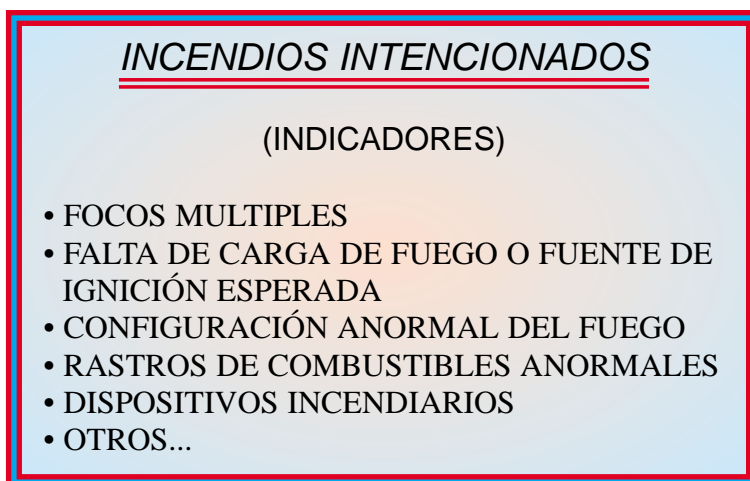 INCENDIOS INTENCIONADOS
(INDICADORES)
• FOCOS MULTIPLES
• FALTA DE CARGA DE FUEGO O FUENTE DE
IGNICIÓN ESPERADA
• CONFIGURACIÓN ANORMAL DEL FUEGO
• RASTROS DE COMBUSTIBLES ANORMALES
• DISPOSITIVOS INCENDIARIOS
• OTROS...